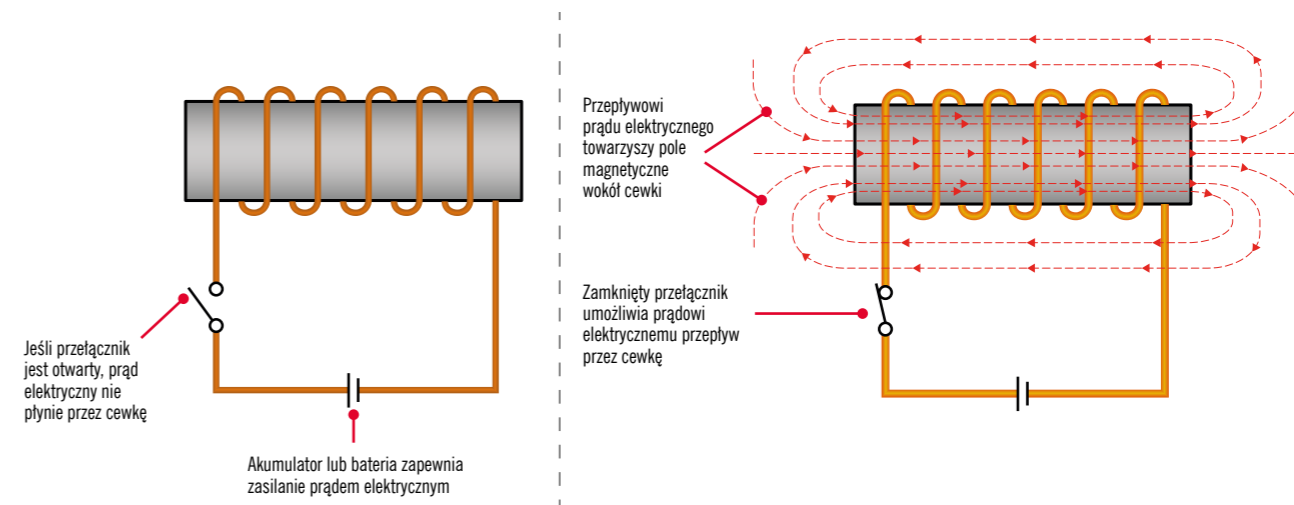 Jeśli przełącznik
jest otwarty, prąd
elektryczny nie
płynie przez cewkę
Akumulator lub bateria zapewnia
zasilanie prądem elektrycznym
Przepływowi
prądu elektrycznego
towarzyszy pole
magnetyczne
wokół cewki
Zamknięty przełącznik
umożliwia prądowi
elektrycznemu przepływ
przez cewkę